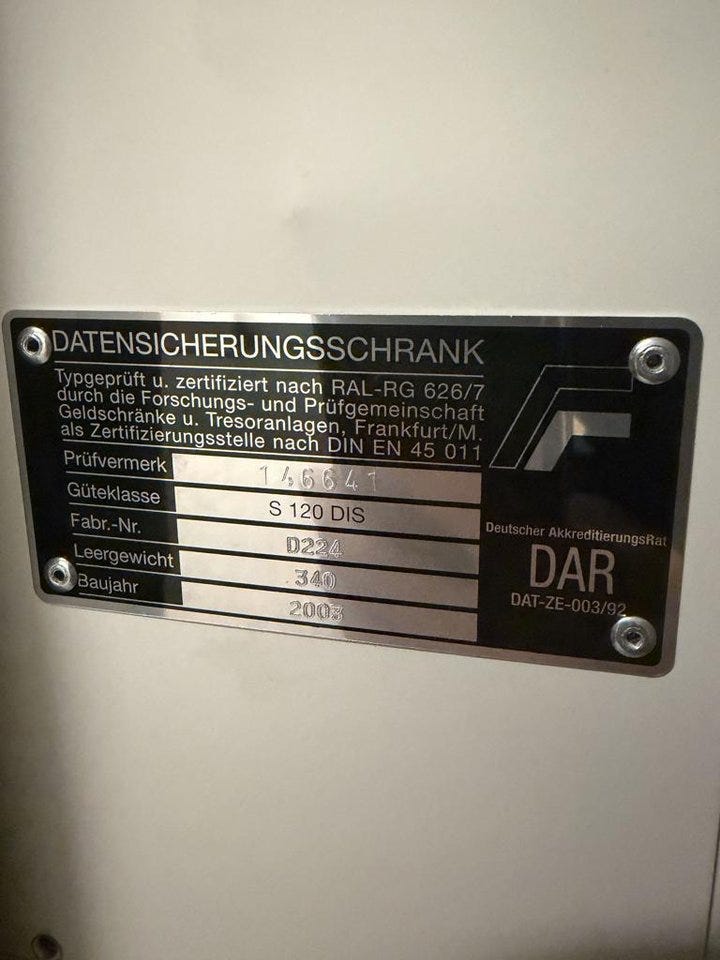 DATENSICHERUNGSSCHRANK
Typgeprüft u. zertifiziert nach RAL-RG 626/7
durch die Forschungs- und Prüfgemeinschaft
Geldschränke u. Tresoranlagen, Frankfurt/M.
als Zertifizierungsstelle nach DIN EN 45 011
Prüfvermerk 146641
Güteklasse S 120 DIS
Fabr.-Nr. D224
Leergewicht 340
Baujahr 2003
Deutscher AkkreditierungsRat
DAR
DAT-ZE-003/92